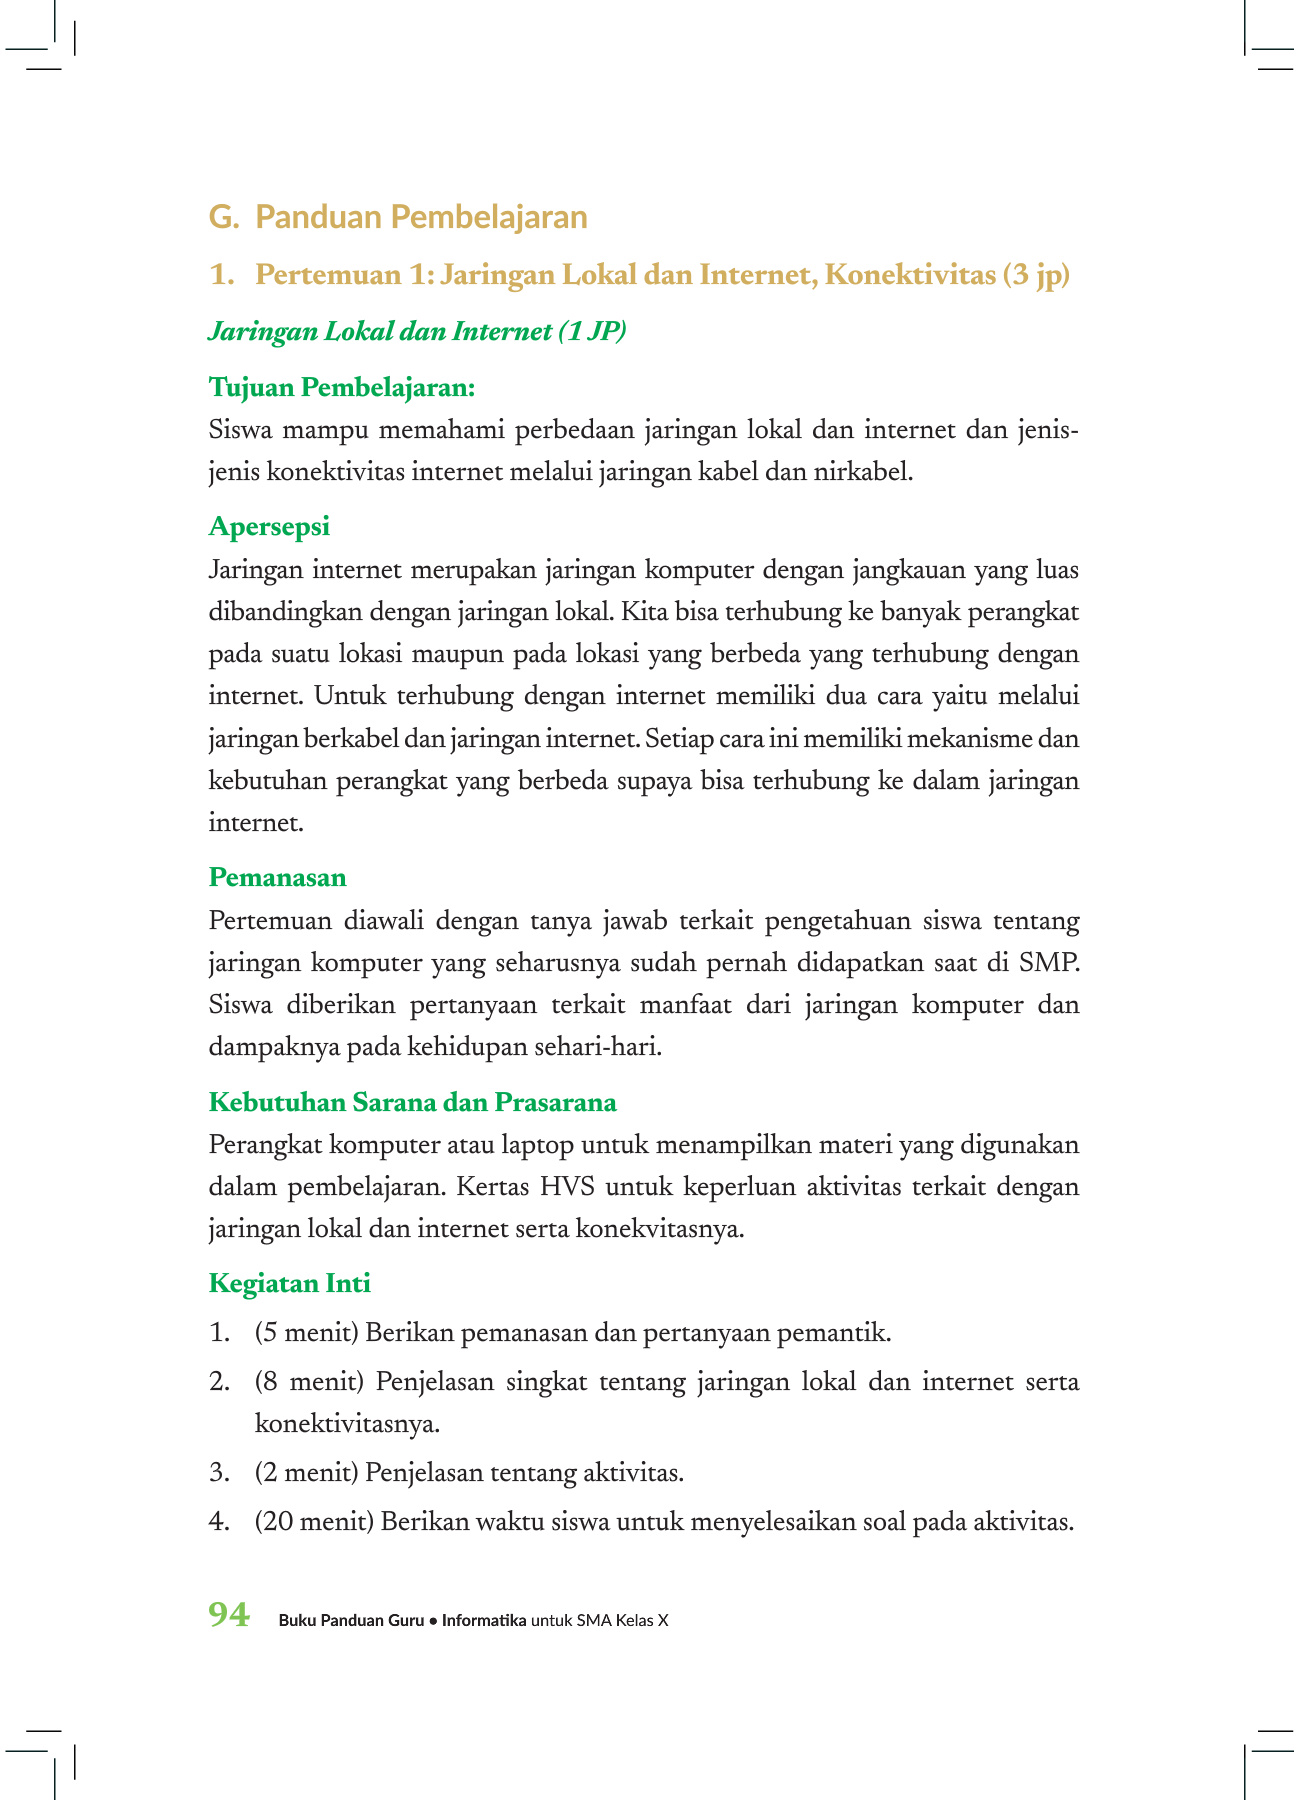 G. Panduan Pembelajaran
1. Pertemuan 1: Jaringan Lokal dan Internet, Konektivitas (3 jp)
Jaringan Lokal dan Internet (1 JP)
Tujuan Pembelajaran:
Siswa mampu memahami perbedaan jaringan lokal dan internet dan jenis-
jenis konektivitas internet melalui jaringan kabel dan nirkabel.
Apersepsi
Jaringan internet merupakan jaringan komputer dengan jangkauan yang luas
dibandingkan dengan jaringan lokal. Kita bisa terhubung ke banyak perangkat
pada suatu lokasi maupun pada lokasi yang berbeda yang terhubung dengan
internet. Untuk terhubung dengan internet memiliki dua cara yaitu melalui
jaringan berkabel dan jaringan internet. Setiap cara ini memiliki mekanisme dan
kebutuhan perangkat yang berbeda supaya bisa terhubung ke dalam jaringan
internet.
Pemanasan
Pertemuan diawali dengan tanya jawab terkait pengetahuan siswa tentang
jaringan komputer yang seharusnya sudah pernah didapatkan saat di SMP.
Siswa diberikan pertanyaan terkait manfaat dari jaringan komputer dan
dampaknya pada kehidupan sehari-hari.
Kebutuhan Sarana dan Prasarana
Perangkat komputer atau laptop untuk menampilkan materi yang digunakan
dalam pembelajaran. Kertas HVS untuk keperluan aktivitas terkait dengan
jaringan lokal dan internet serta konekvitasnya.
Kegiatan Inti
1. (5 menit) Berikan pemanasan dan pertanyaan pemantik.
2. (8 menit) Penjelasan singkat tentang jaringan lokal dan internet serta
konektivitasnya.
3. (2 menit) Penjelasan tentang aktivitas.
4. (20 menit) Berikan waktu siswa untuk menyelesaikan soal pada aktivitas.
94 Buku Panduan Guru • Informatika untuk SMA Kelas X